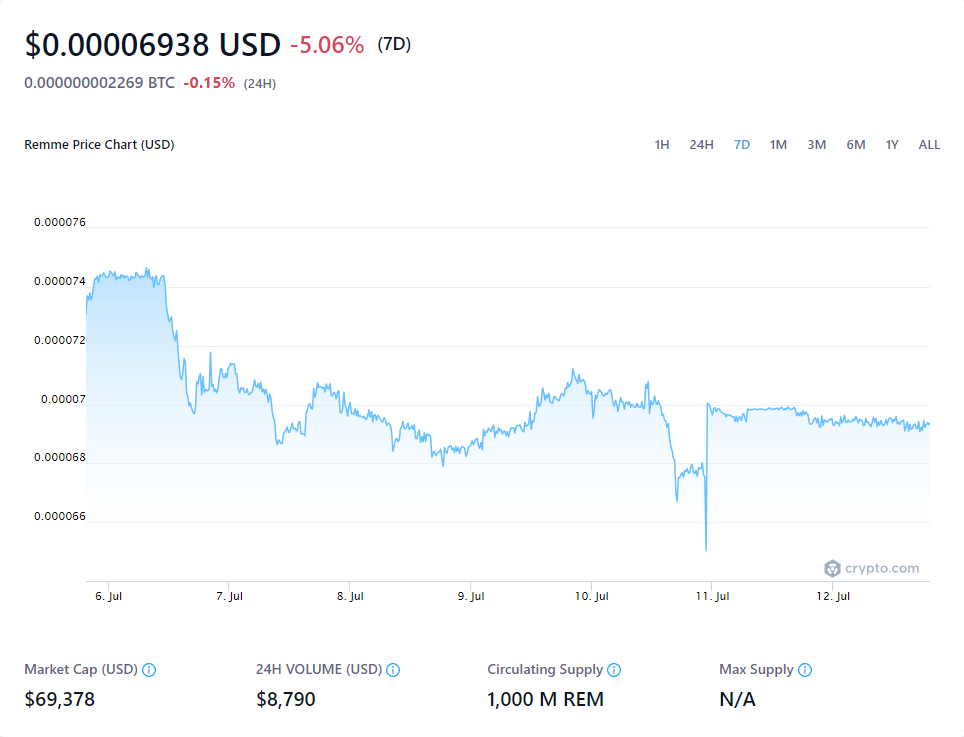 $0.00006938 USD -5.06% (7D)
0.000000002269 BTC -0.15% (24H)
Remme Price Chart (USD) 1H 24H 7D 1M 3M 6M 1Y ALL
0.000076
0.000074
0.000072
0.00007
0.000068
0.000066
crypto.com
6. Jul 7. Jul 8. Jul 9. Jul 10. Jul 11. Jul 12. Jul
Market Cap (USD) 24H VOLUME (USD) Circulating Supply Max Supply
$69,378 $8,790 1,000 M REM N/A